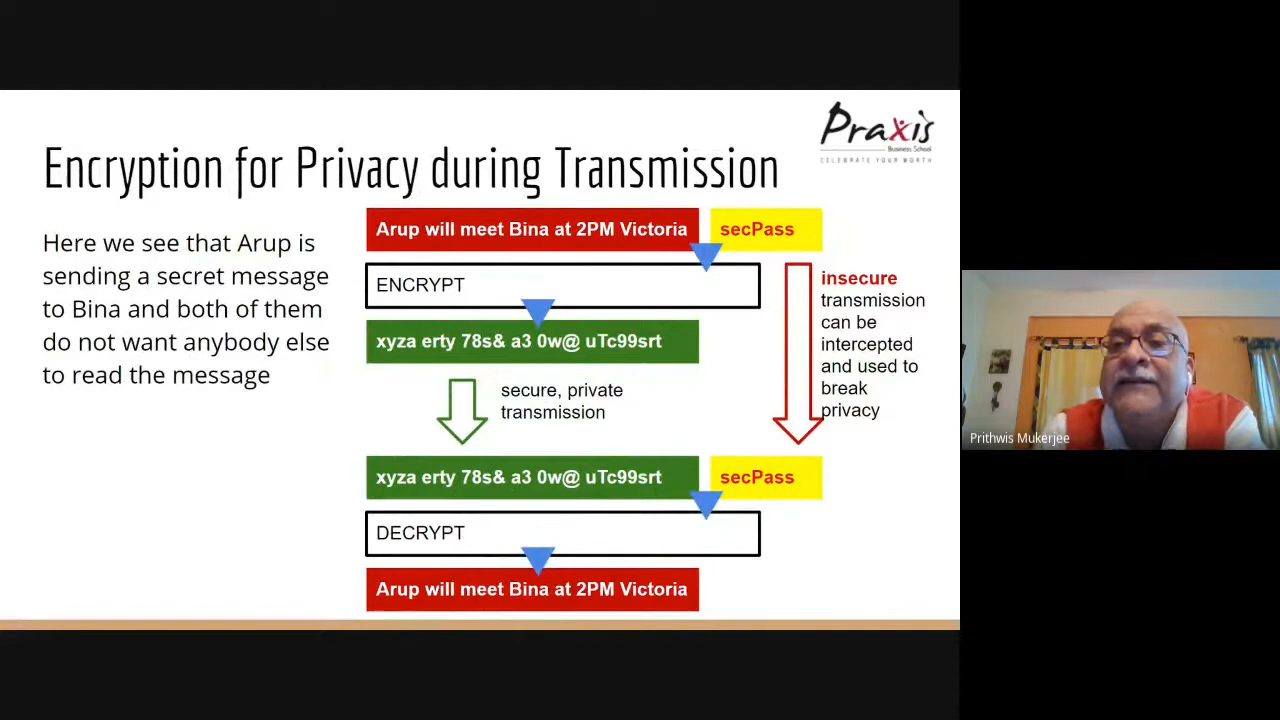 Praxis
Business School
CELEBRATE YOUR WORTH
Encryption for Privacy during Transmission
Here we see that Arup is
sending a secret message
to Bina and both of them
do not want anybody else
to read the message
Arup will meet Bina at 2PM Victoria
secPass
ENCRYPT
xyza erty 78s& a3 0w@ uTc99srt
secure, private
transmission
insecure
transmission
can be
intercepted
and used to
break
privacy
xyza erty 78s& a3 0w@ uTc99srt
secPass
DECRYPT
Arup will meet Bina at 2PM Victoria
Prithwis Mukerjee